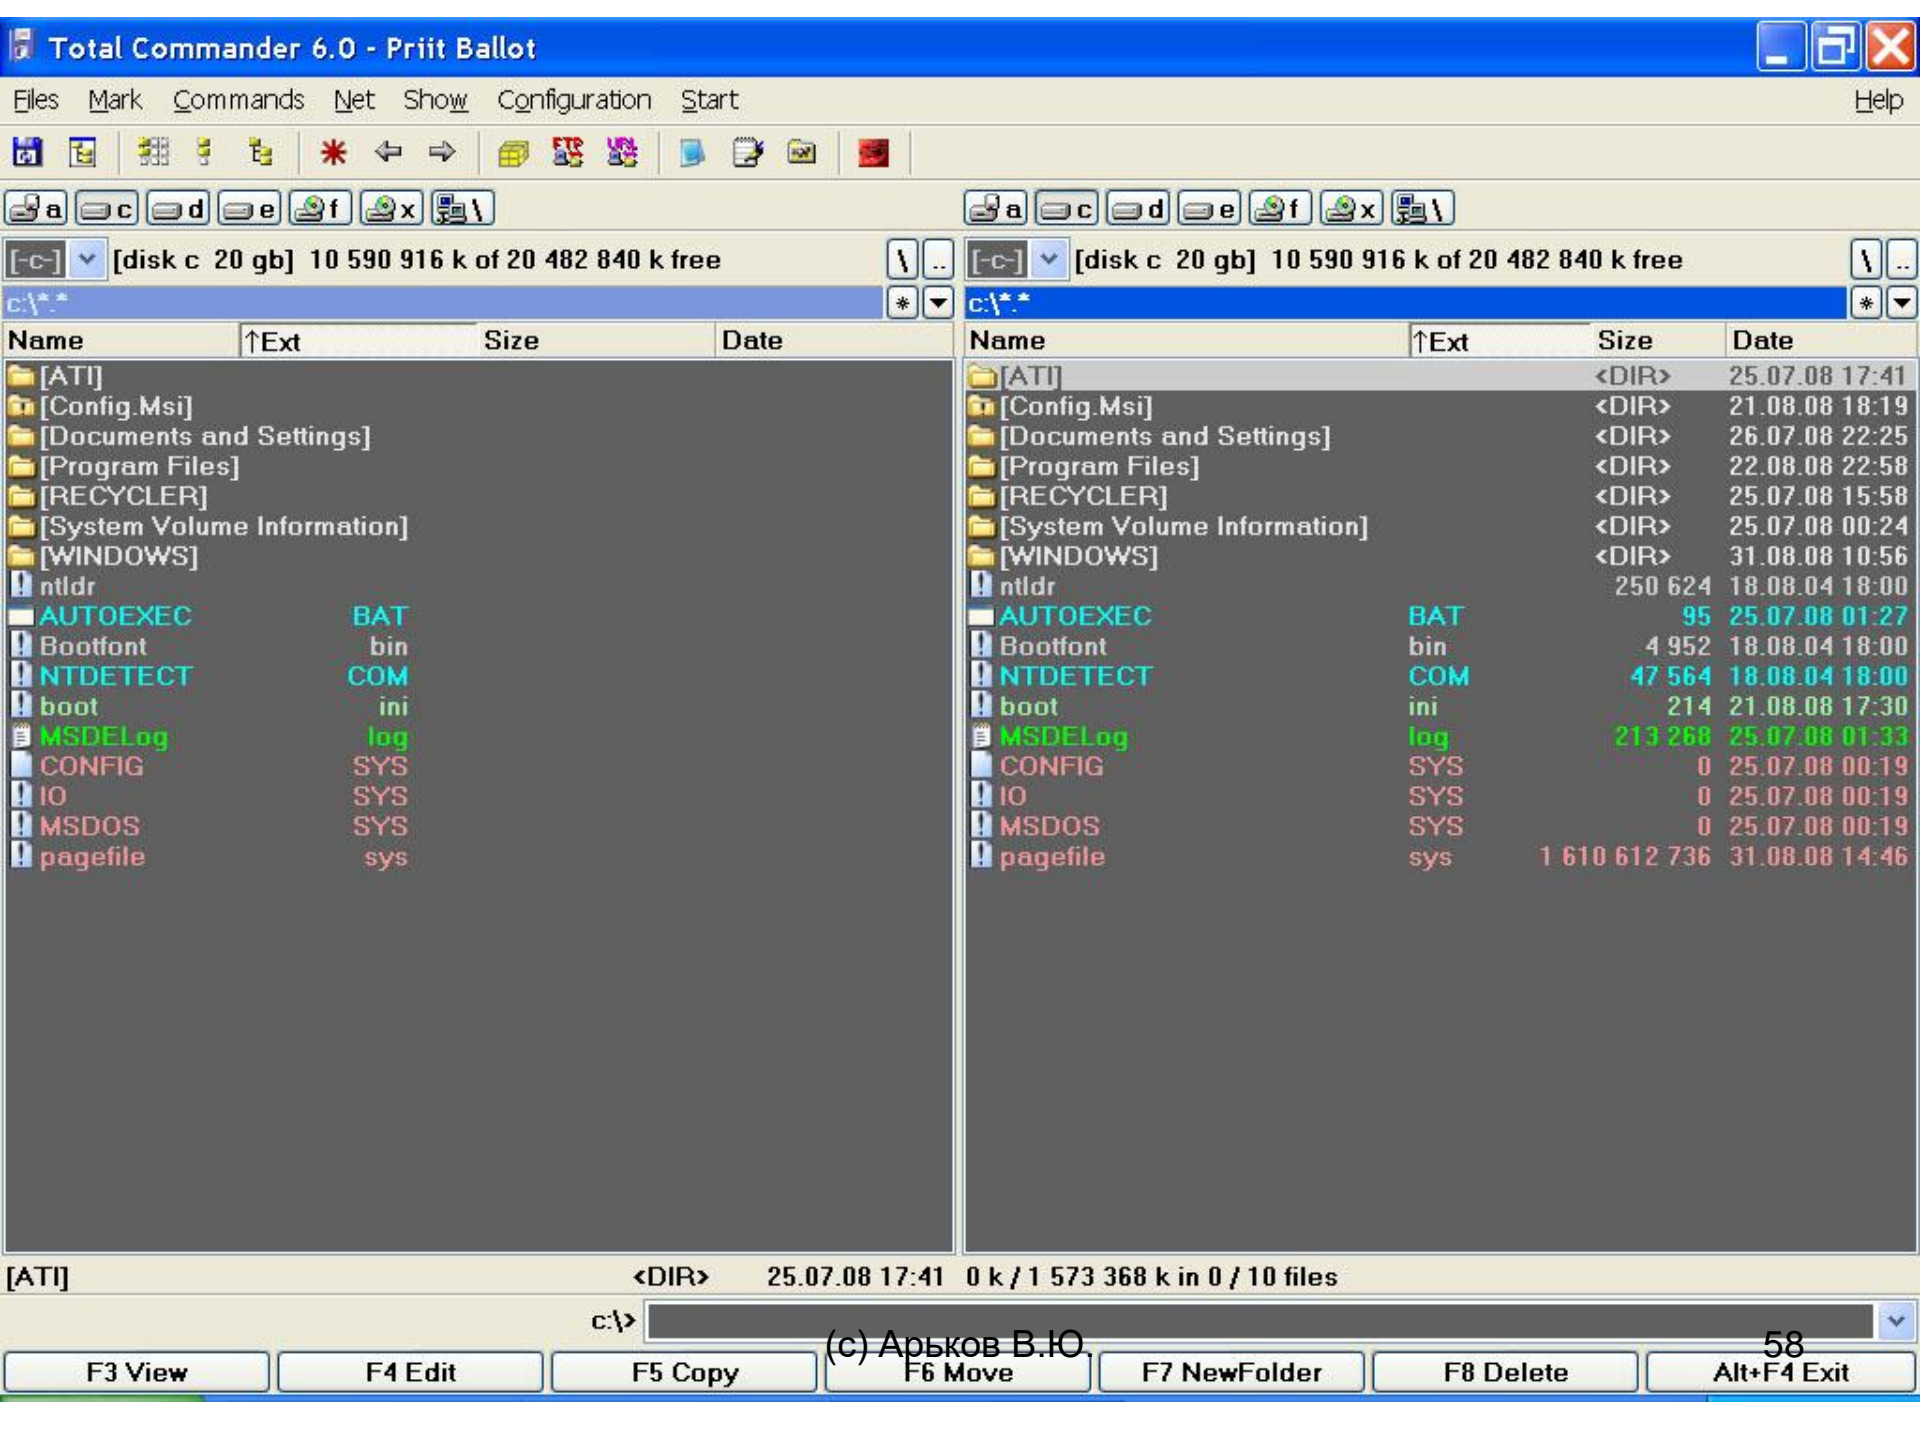 Total Commander 6.0 - Priit Ballot
Files Mark Commands Net Show Configuration Start Help
FTP URL
a c d e f x \ a c d e f x \
[-c-] [disk c 20 gb] 10 590 916 k of 20 482 840 k free \ .. [-c-] [disk c 20 gb] 10 590 916 k of 20 482 840 k free \ ..
c:\*.* * c:\*.* *
Name ↑Ext Size Date Name ↑Ext Size Date
[ATI] [ATI] <DIR> 25.07.08 17:41
[Config.Msi] [Config.Msi] <DIR> 21.08.08 18:19
[Documents and Settings] [Documents and Settings] <DIR> 26.07.08 22:25
[Program Files] [Program Files] <DIR> 22.08.08 22:58
[RECYCLER] [RECYCLER] <DIR> 25.07.08 15:58
[System Volume Information] [System Volume Information] <DIR> 25.07.08 00:24
[WINDOWS] [WINDOWS] <DIR> 31.08.08 10:56
ntldr ntldr 250 624 18.08.04 18:00
AUTOEXEC BAT AUTOEXEC BAT 95 25.07.08 01:27
Bootfont bin Bootfont bin 4 952 18.08.04 18:00
NTDETECT COM NTDETECT COM 47 564 18.08.04 18:00
boot ini boot ini 214 21.08.08 17:30
MSDELog log MSDELog log 213 268 25.07.08 01:33
CONFIG SYS CONFIG SYS 0 25.07.08 00:19
IO SYS IO SYS 0 25.07.08 00:19
MSDOS SYS MSDOS SYS 0 25.07.08 00:19
pagefile sys pagefile sys 1 610 612 736 31.08.08 14:46
[ATI] <DIR> 25.07.08 17:41 0 k / 1 573 368 k in 0 / 10 files
c:\>
(c) Арьков В.Ю. 58
F3 View F4 Edit F5 Copy F6 Move F7 NewFolder F8 Delete Alt+F4 Exit